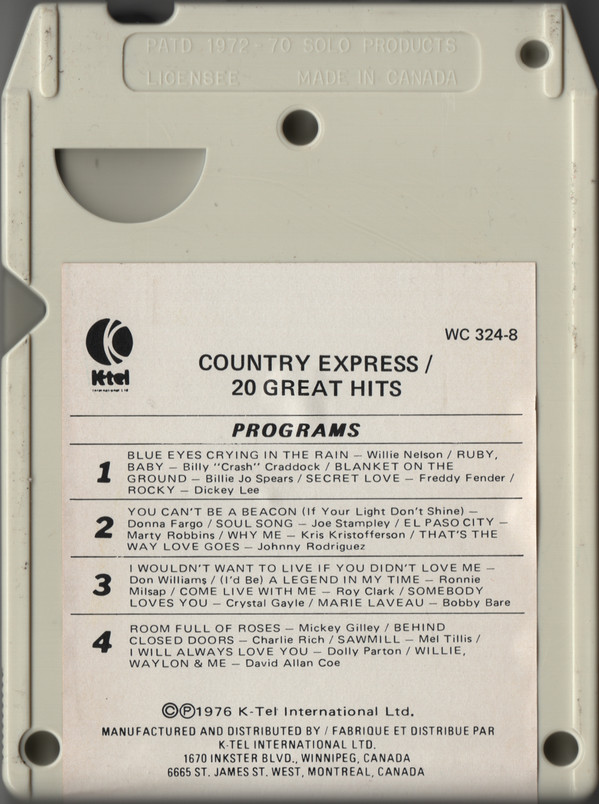 PATD 1972-70 SOLO PRODUCTS
LICENSEE MADE IN CANADA
K-tel
WC 324-8
COUNTRY EXPRESS /
20 GREAT HITS
PROGRAMS
1 BLUE EYES CRYING IN THE RAIN – Willie Nelson / RUBY,
BABY – Billy "Crash" Craddock / BLANKET ON THE
GROUND – Billie Jo Spears / SECRET LOVE – Freddy Fender /
ROCKY – Dickey Lee
2 YOU CAN'T BE A BEACON (If Your Light Don't Shine) –
Donna Fargo / SOUL SONG – Joe Stampley / EL PASO CITY –
Marty Robbins / WHY ME – Kris Kristofferson / THAT'S THE
WAY LOVE GOES – Johnny Rodriguez
3 I WOULDN'T WANT TO LIVE IF YOU DIDN'T LOVE ME –
Don Williams / (I'd Be) A LEGEND IN MY TIME – Ronnie
Milsap / COME LIVE WITH ME – Roy Clark / SOMEBODY
LOVES YOU – Crystal Gayle / MARIE LAVEAU – Bobby Bare
4 ROOM FULL OF ROSES – Mickey Gilley / BEHIND
CLOSED DOORS – Charlie Rich / SAWMILL – Mel Tillis /
I WILL ALWAYS LOVE YOU – Dolly Parton / WILLIE,
WAYLON & ME – David Allan Coe
©℗1976 K-Tel International Ltd.
MANUFACTURED AND DISTRIBUTED BY / FABRIQUE ET DISTRIBUE PAR
K-TEL INTERNATIONAL LTD.
1670 INKSTER BLVD., WINNIPEG, CANADA
6665 ST. JAMES ST. WEST, MONTREAL, CANADA